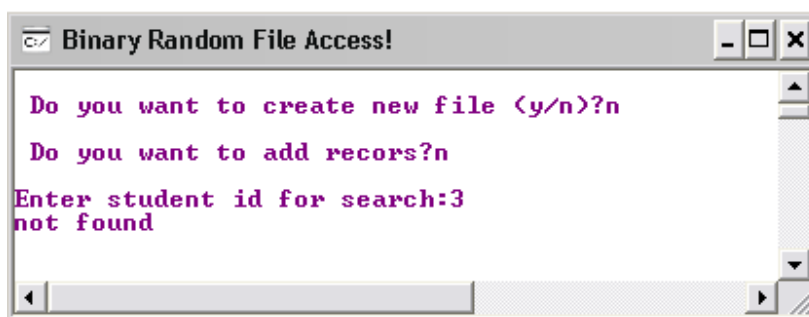 Binary Random File Access!
Do you want to create new file (y/n)?n
Do you want to add recors?n
Enter student id for search:3
not found